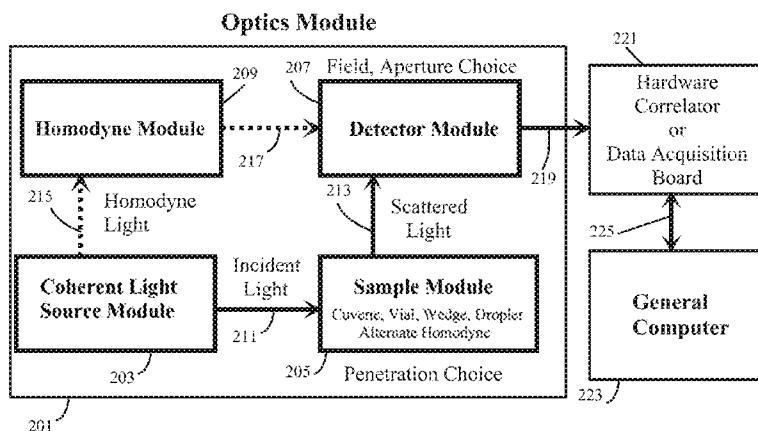 Optics Module
221
209
207
Field, Aperture Choice
Homodyne Module
Detector Module
217
219
Hardware
Correlator
or
Data Acquisition
Board
215
Homodyne
Light
213
Scattered
Light
225
Coherent Light
Source Module
Incident
Light
211
Sample Module
Cuvene, Vial, Wedge, Dropler
Alternate Homodyne
General
Computer
203
205
Penetration Choice
223
201